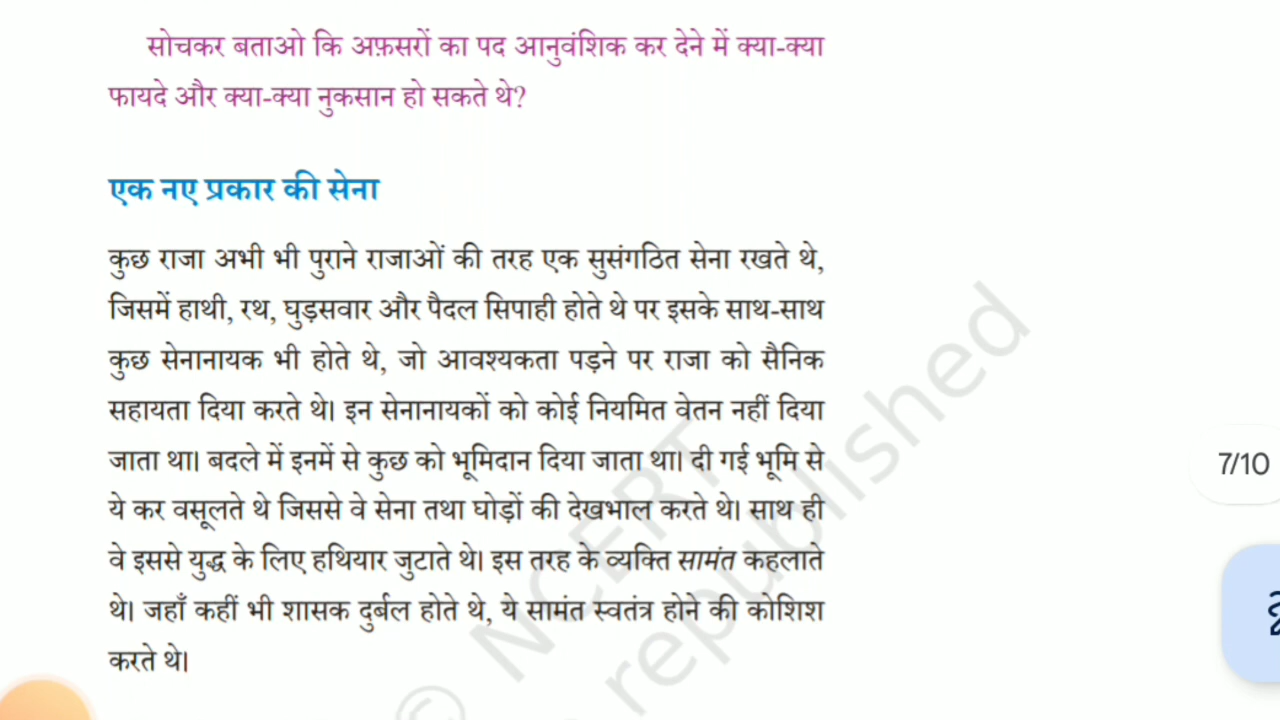 सोचकर बताओ कि अफ़सरों का पद आनुवंशिक कर देने में क्या-क्या
फायदे और क्या-क्या नुकसान हो सकते थे?
एक नए प्रकार की सेना
कुछ राजा अभी भी पुराने राजाओं की तरह एक सुसंगठित सेना रखते थे,
जिसमें हाथी, रथ, घुड़सवार और पैदल सिपाही होते थे पर इसके साथ-साथ
कुछ सेनानायक भी होते थे, जो आवश्यकता पड़ने पर राजा को सैनिक
सहायता दिया करते थे। इन सेनानायकों को कोई नियमित वेतन नहीं दिया
जाता था। बदले में इनमें से कुछ को भूमिदान दिया जाता था। दी गई भूमि से
ये कर वसूलते थे जिससे वे सेना तथा घोड़ों की देखभाल करते थे। साथ ही
वे इससे युद्ध के लिए हथियार जुटाते थे। इस तरह के व्यक्ति सामंत कहलाते
थे। जहाँ कहीं भी शासक दुर्बल होते थे, ये सामंत स्वतंत्र होने की कोशिश
करते थे।
7/10
© NCERT
republished